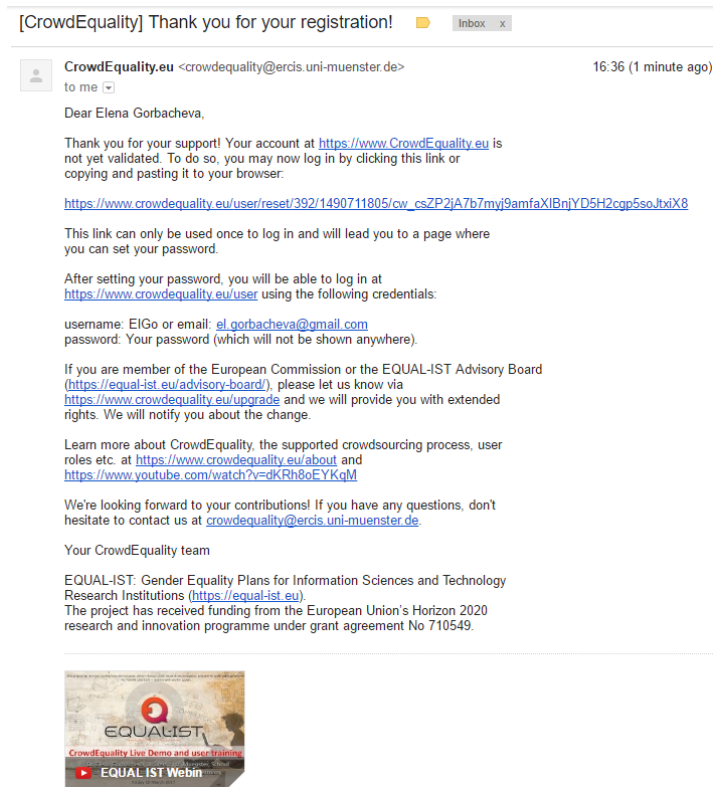 [CrowdEquality] Thank you for your registration! Inbox x
CrowdEquality.eu <crowdequality@ercis.uni-muenster.de> 16:36 (1 minute ago)
to me
Dear Elena Gorbacheva,
Thank you for your support! Your account at https://www.CrowdEquality.eu is
not yet validated. To do so, you may now log in by clicking this link or
copying and pasting it to your browser:
https://www.crowdequality.eu/user/reset/392/1490711805/cw_csZP2jA7b7myj9amfaXIBnjYD5H2cgp5soJtxiX8
This link can only be used once to log in and will lead you to a page where
you can set your password.
After setting your password, you will be able to log in at
https://www.crowdequality.eu/user using the following credentials:
username: ElGo or email: el.gorbacheva@gmail.com
password: Your password (which will not be shown anywhere).
If you are member of the European Commission or the EQUAL-IST Advisory Board
(https://equal-ist.eu/advisory-board/), please let us know via
https://www.crowdequality.eu/upgrade and we will provide you with extended
rights. We will notify you about the change.
Learn more about CrowdEquality, the supported crowdsourcing process, user
roles etc. at https://www.crowdequality.eu/about and
https://www.youtube.com/watch?v=dKRh8oEYKqM
We're looking forward to your contributions! If you have any questions, don't
hesitate to contact us at crowdequality@ercis.uni-muenster.de.
Your CrowdEquality team
EQUAL-IST: Gender Equality Plans for Information Sciences and Technology
Research Institutions (https://equal-ist.eu).
The project has received funding from the European Union's Horizon 2020
research and innovation programme under grant agreement No 710549.
EQUAL-IST
CrowdEquality Live Demo and user training
EQUAL IST Webin